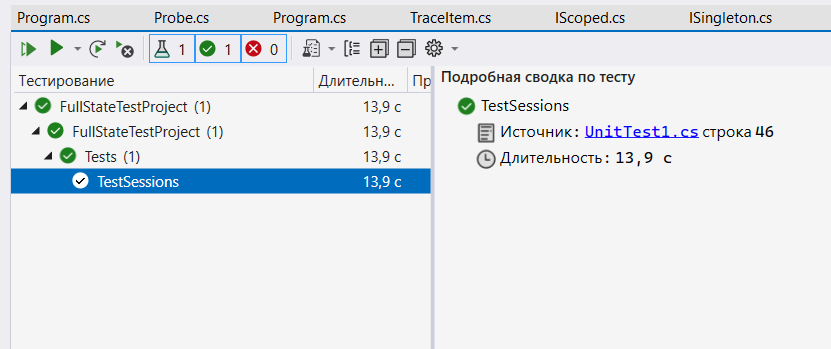 Program.cs Probe.cs Program.cs TraceItem.cs IScoped.cs ISingleton.cs
1 1 0
Тестирование Длительн... Пр
FullStateTestProject (1) 13,9 с
FullStateTestProject (1) 13,9 с
Tests (1) 13,9 с
TestSessions 13,9 с
Подробная сводка по тесту
TestSessions
Источник: UnitTest1.cs строка 46
Длительность: 13,9 с